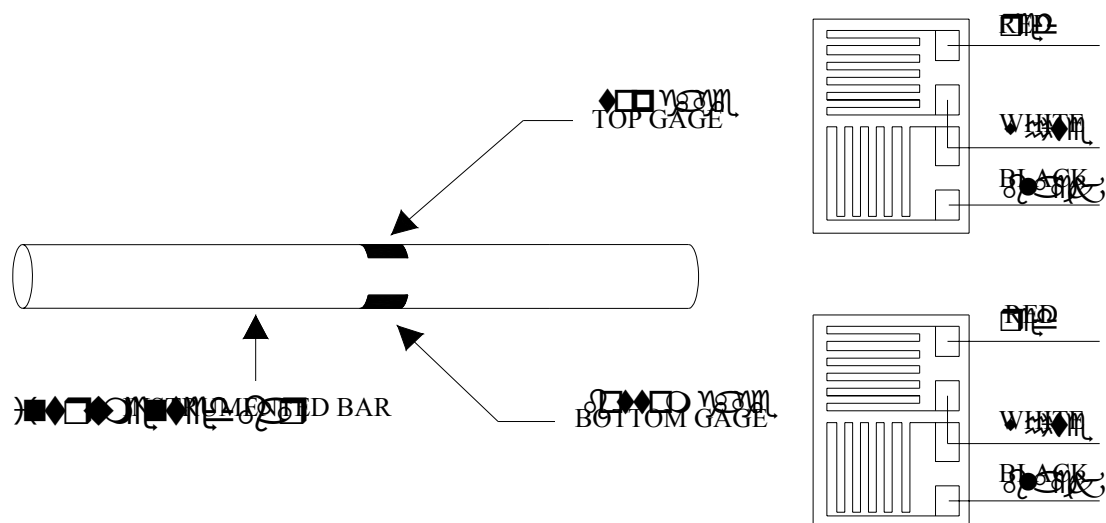 RED
TOP GAGE
WHITE
BLACK
RED
INSTRUMENTED BAR
BOTTOM GAGE
WHITE
BLACK